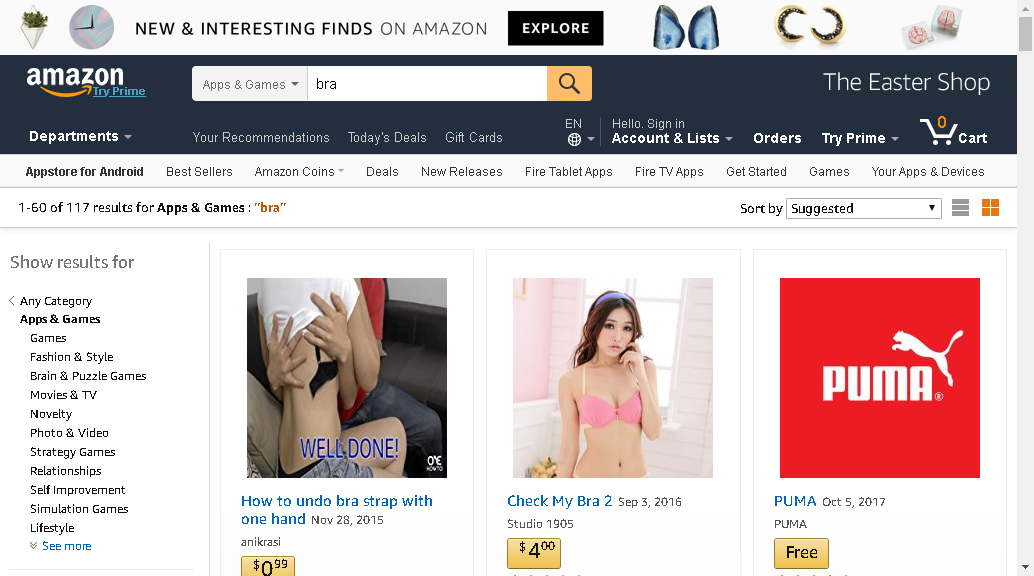 NEW & INTERESTING FINDS ON AMAZON EXPLORE
amazon
Try Prime
Apps & Games bra
The Easter Shop
Departments
Your Recommendations Today's Deals Gift Cards
EN
Hello. Sign in
Account & Lists
Orders
Try Prime
0
Cart
Appstore for Android Best Sellers Amazon Coins Deals New Releases Fire Tablet Apps Fire TV Apps Get Started Games Your Apps & Devices
1-60 of 117 results for Apps & Games : "bra"
Sort by Suggested
Show results for
Any Category
Apps & Games
Games
Fashion & Style
Brain & Puzzle Games
Movies & TV
Novelty
Photo & Video
Strategy Games
Relationships
Self Improvement
Simulation Games
Lifestyle
See more
WELL DONE!
How to undo bra strap with
one hand Nov 28, 2015
anikrasi
$0.99
Check My Bra 2 Sep 3, 2016
Studio 1905
$4.00
PUMA®
PUMA Oct 5, 2017
PUMA
Free